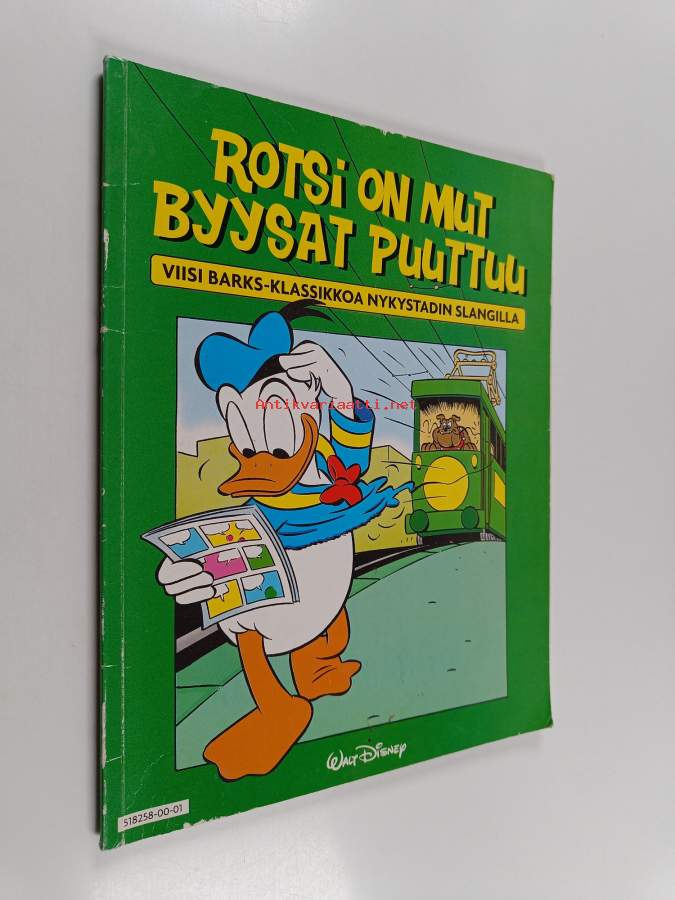 ROTSi ON MUT
BYYSAT PUUTTUU
VIISI BARKS-KLASSIKKOA NYKYSTADIN SLANGILLA
Antikvariaatti.net
WALT DISNEY
518258-00-01